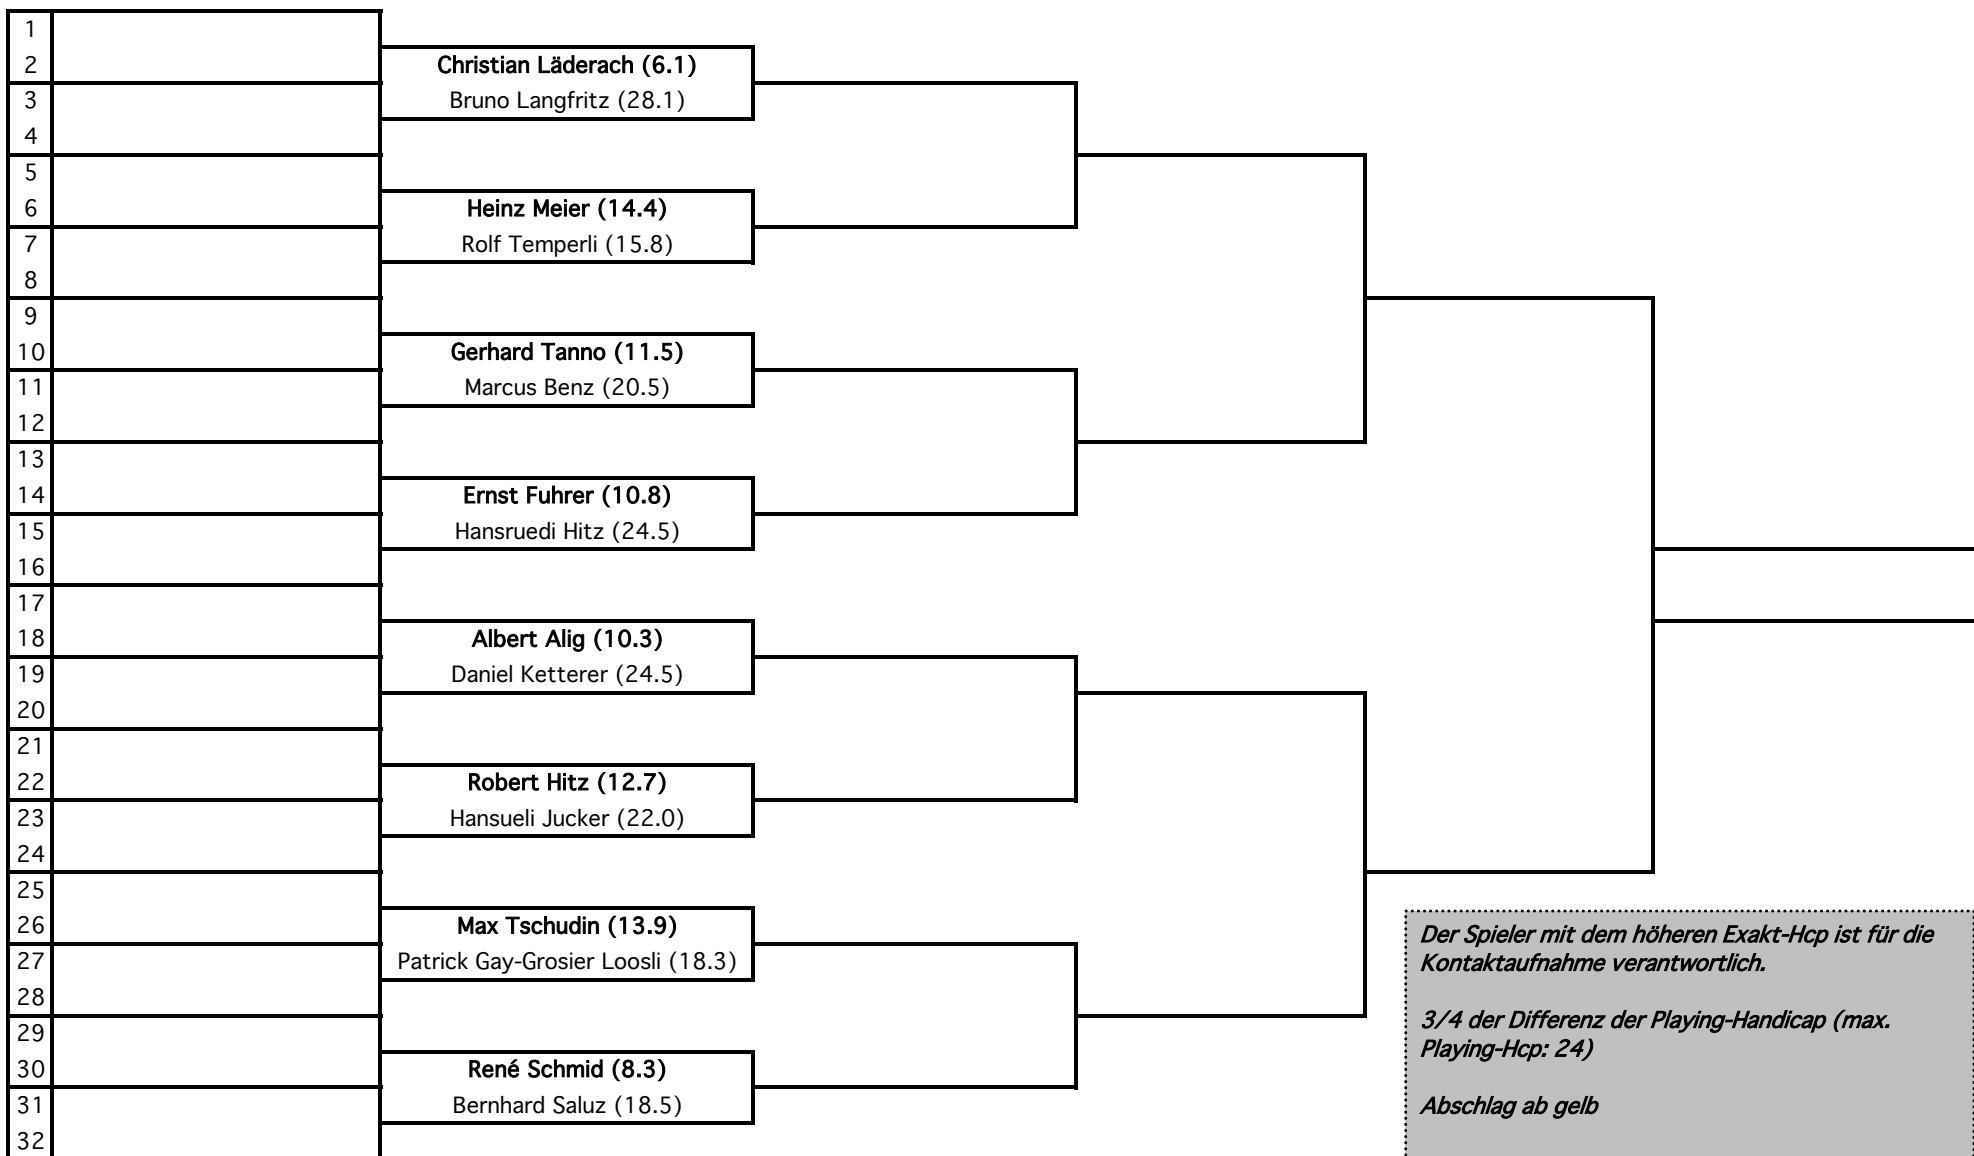 1
2
Christian Läderach (6.1)
3
Bruno Langfritz (28.1)
4
5
6
Heinz Meier (14.4)
7
Rolf Temperli (15.8)
8
9
10
Gerhard Tanno (11.5)
11
Marcus Benz (20.5)
12
13
14
Ernst Fuhrer (10.8)
15
Hansruedi Hitz (24.5)
16
17
18
Albert Alig (10.3)
19
Daniel Ketterer (24.5)
20
21
22
Robert Hitz (12.7)
23
Hansueli Jucker (22.0)
24
25
26
Max Tschudin (13.9)
27
Patrick Gay-Grosier Loosli (18.3)
28
29
30
René Schmid (8.3)
31
Bernhard Saluz (18.5)
32
Der Spieler mit dem höheren Exakt-Hcp ist für die
Kontaktaufnahme verantwortlich.
3/4 der Differenz der Playing-Handicap (max.
Playing-Hcp: 24)
Abschlag ab gelb